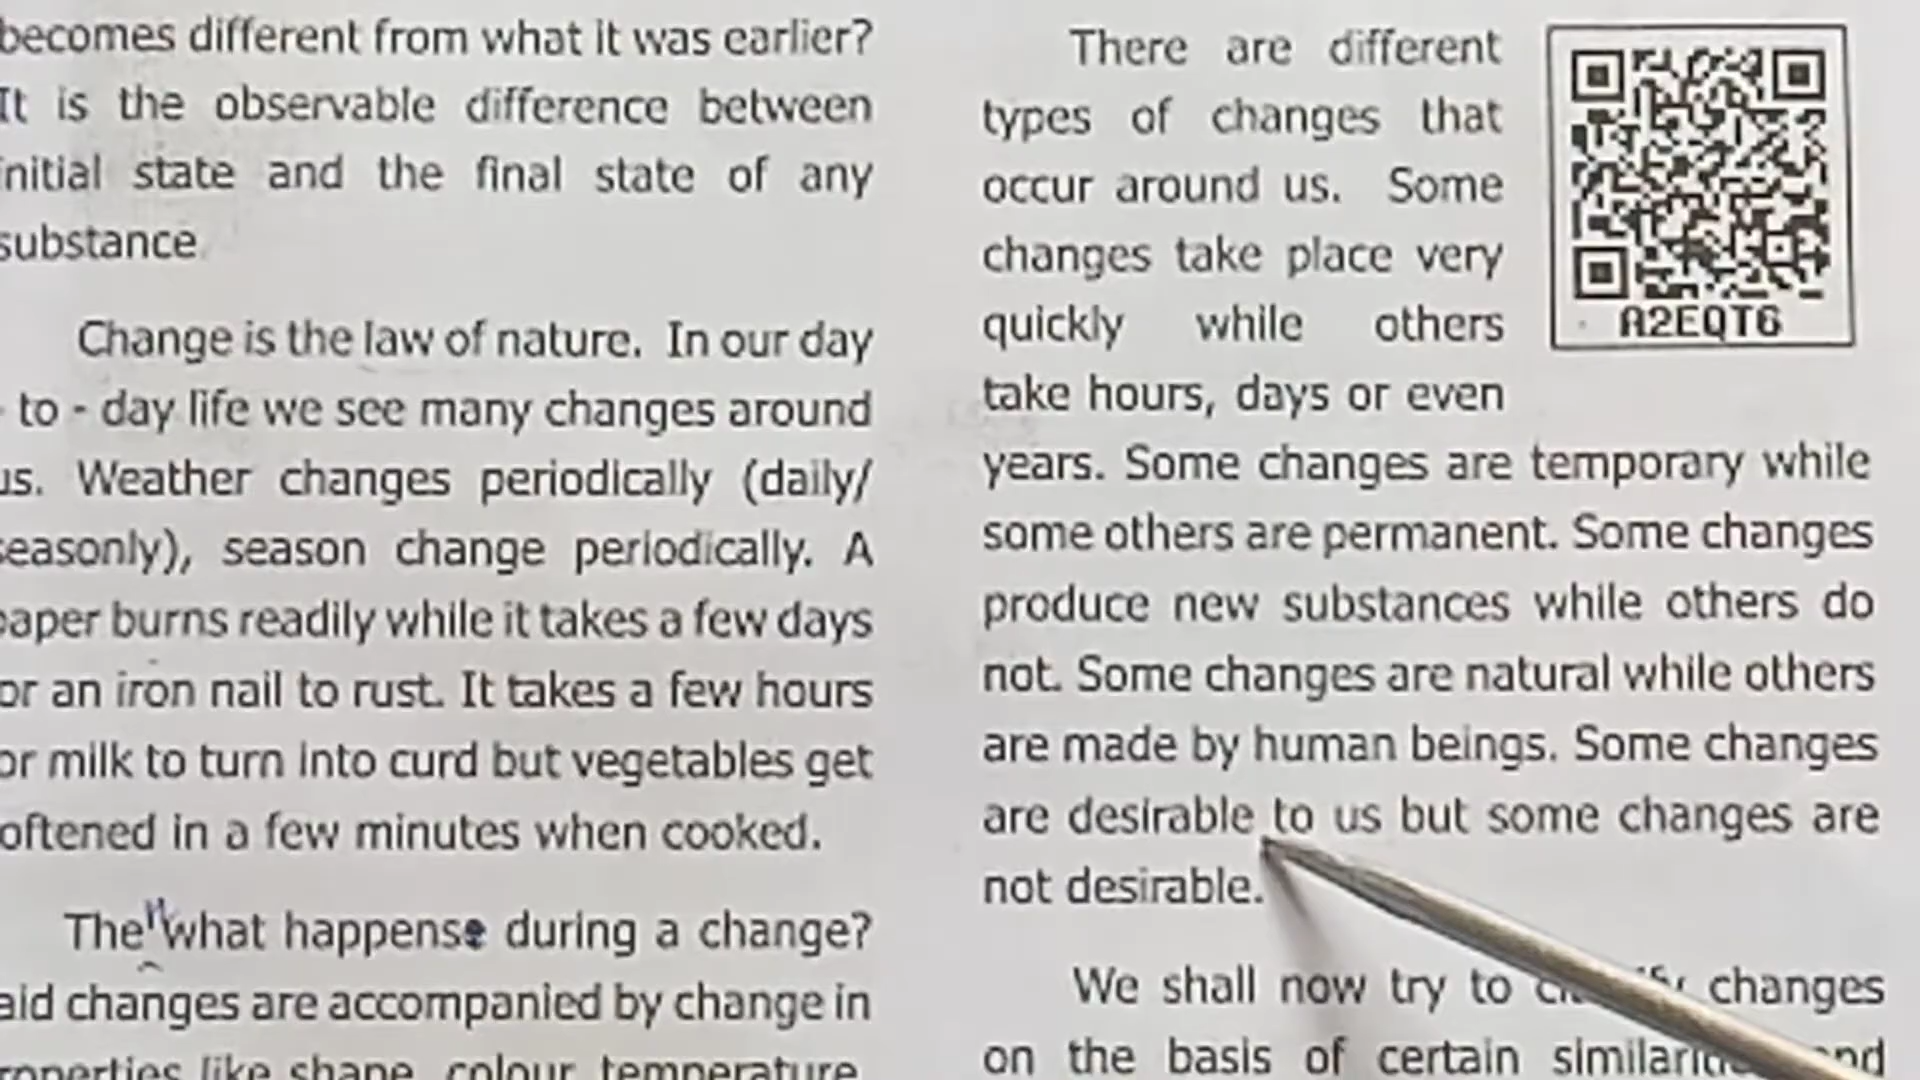 becomes different from what it was earlier?
It is the observable difference between
initial state and the final state of any
substance
Change is the law of nature. In our day
- to - day life we see many changes around
us. Weather changes periodically (daily/
seasonly), season change periodically. A
paper burns readily while it takes a few days
or an iron nail to rust. It takes a few hours
or milk to turn into curd but vegetables get
oftened in a few minutes when cooked.
The n what happens during a change?
aid changes are accompanied by change in
roperties like shape, colour, temperature,
There are different
types of changes that
occur around us. Some
changes take place very
quickly while others
take hours, days or even
years. Some changes are temporary while
some others are permanent. Some changes
produce new substances while others do
not. Some changes are natural while others
are made by human beings. Some changes
are desirable to us but some changes are
not desirable.
We shall now try to changes
on the basis of certain
A2EQT6